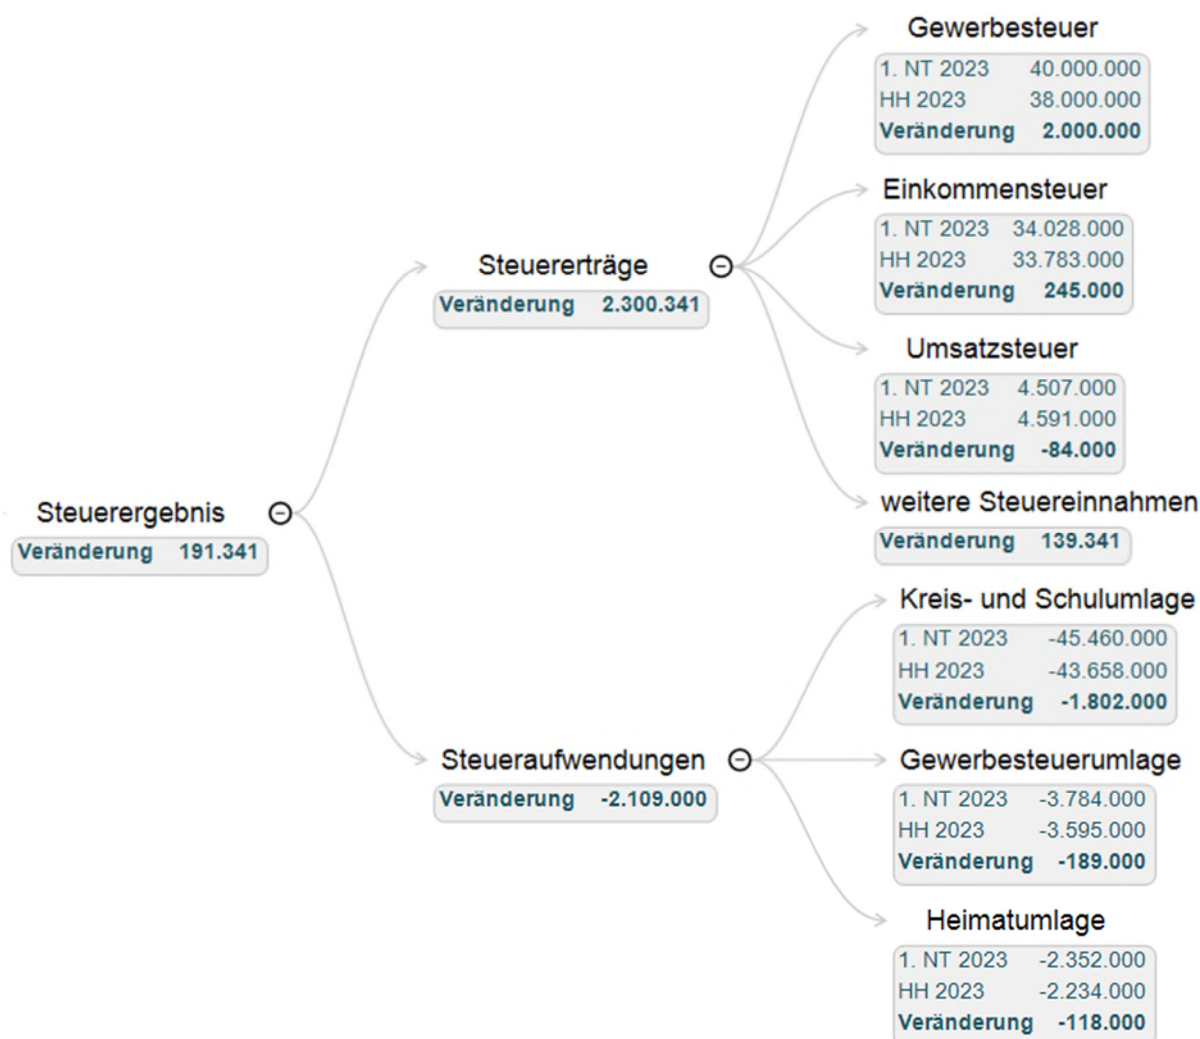 Gewerbesteuer
1. NT 2023 40.000.000
HH 2023 38.000.000
Veränderung 2.000.000
Einkommensteuer
1. NT 2023 34.028.000
HH 2023 33.783.000
Veränderung 245.000
Steuererträge
Veränderung 2.300.341
Umsatzsteuer
1. NT 2023 4.507.000
HH 2023 4.591.000
Veränderung -84.000
weitere Steuereinnahmen
Veränderung 139.341
Steuerergebnis
Veränderung 191.341
Kreis- und Schulumlage
1. NT 2023 -45.460.000
HH 2023 -43.658.000
Veränderung -1.802.000
Steueraufwendungen
Veränderung -2.109.000
Gewerbesteuerumlage
1. NT 2023 -3.784.000
HH 2023 -3.595.000
Veränderung -189.000
Heimatumlage
1. NT 2023 -2.352.000
HH 2023 -2.234.000
Veränderung -118.000